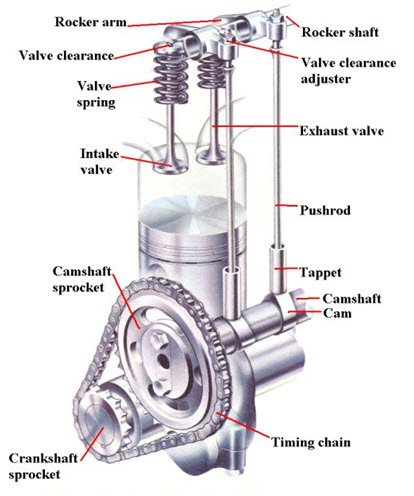 Rocker arm
Rocker shaft
Valve clearance
Valve clearance
adjuster
Valve
spring
Exhaust valve
Intake
valve
Pushrod
Camshaft
sprocket
Tappet
Camshaft
Cam
Timing chain
Crankshaft
sprocket